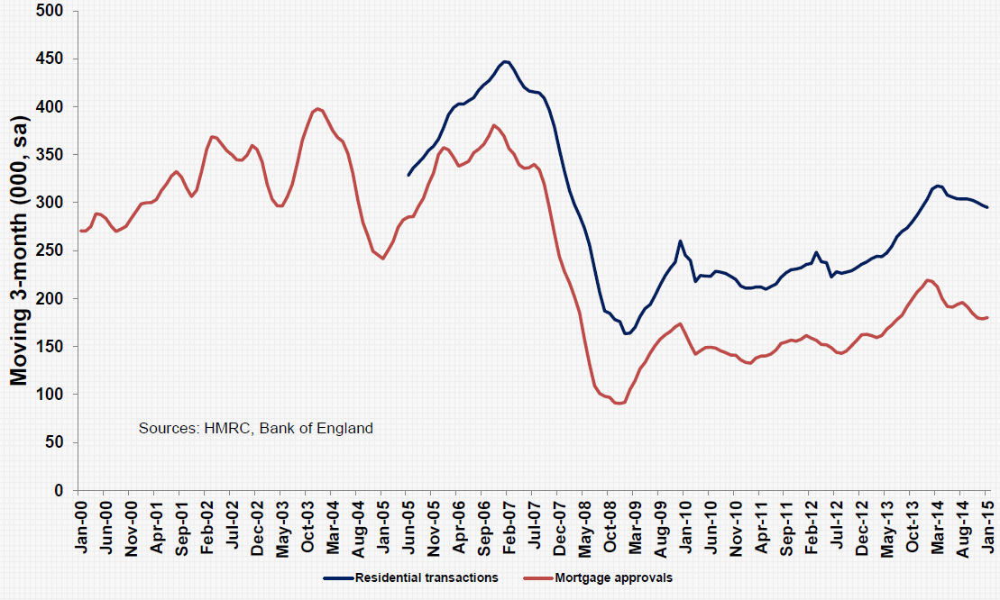 Moving 3-month (000, sa)
500
450
400
350
300
250
200
150
100
50
0
Sources: HMRC, Bank of England
Jan-00
Jun-00
Nov-00
Apr-01
Sep-01
Feb-02
Jul-02
Dec-02
May-03
Oct-03
Mar-04
Aug-04
Jan-05
Jun-05
Nov-05
Apr-06
Sep-06
Feb-07
Jul-07
Dec-07
May-08
Oct-08
Mar-09
Aug-09
Jan-10
Jun-10
Nov-10
Apr-11
Sep-11
Feb-12
Jul-12
Dec-12
May-13
Oct-13
Mar-14
Aug-14
Jan-15
Residential transactions
Mortgage approvals